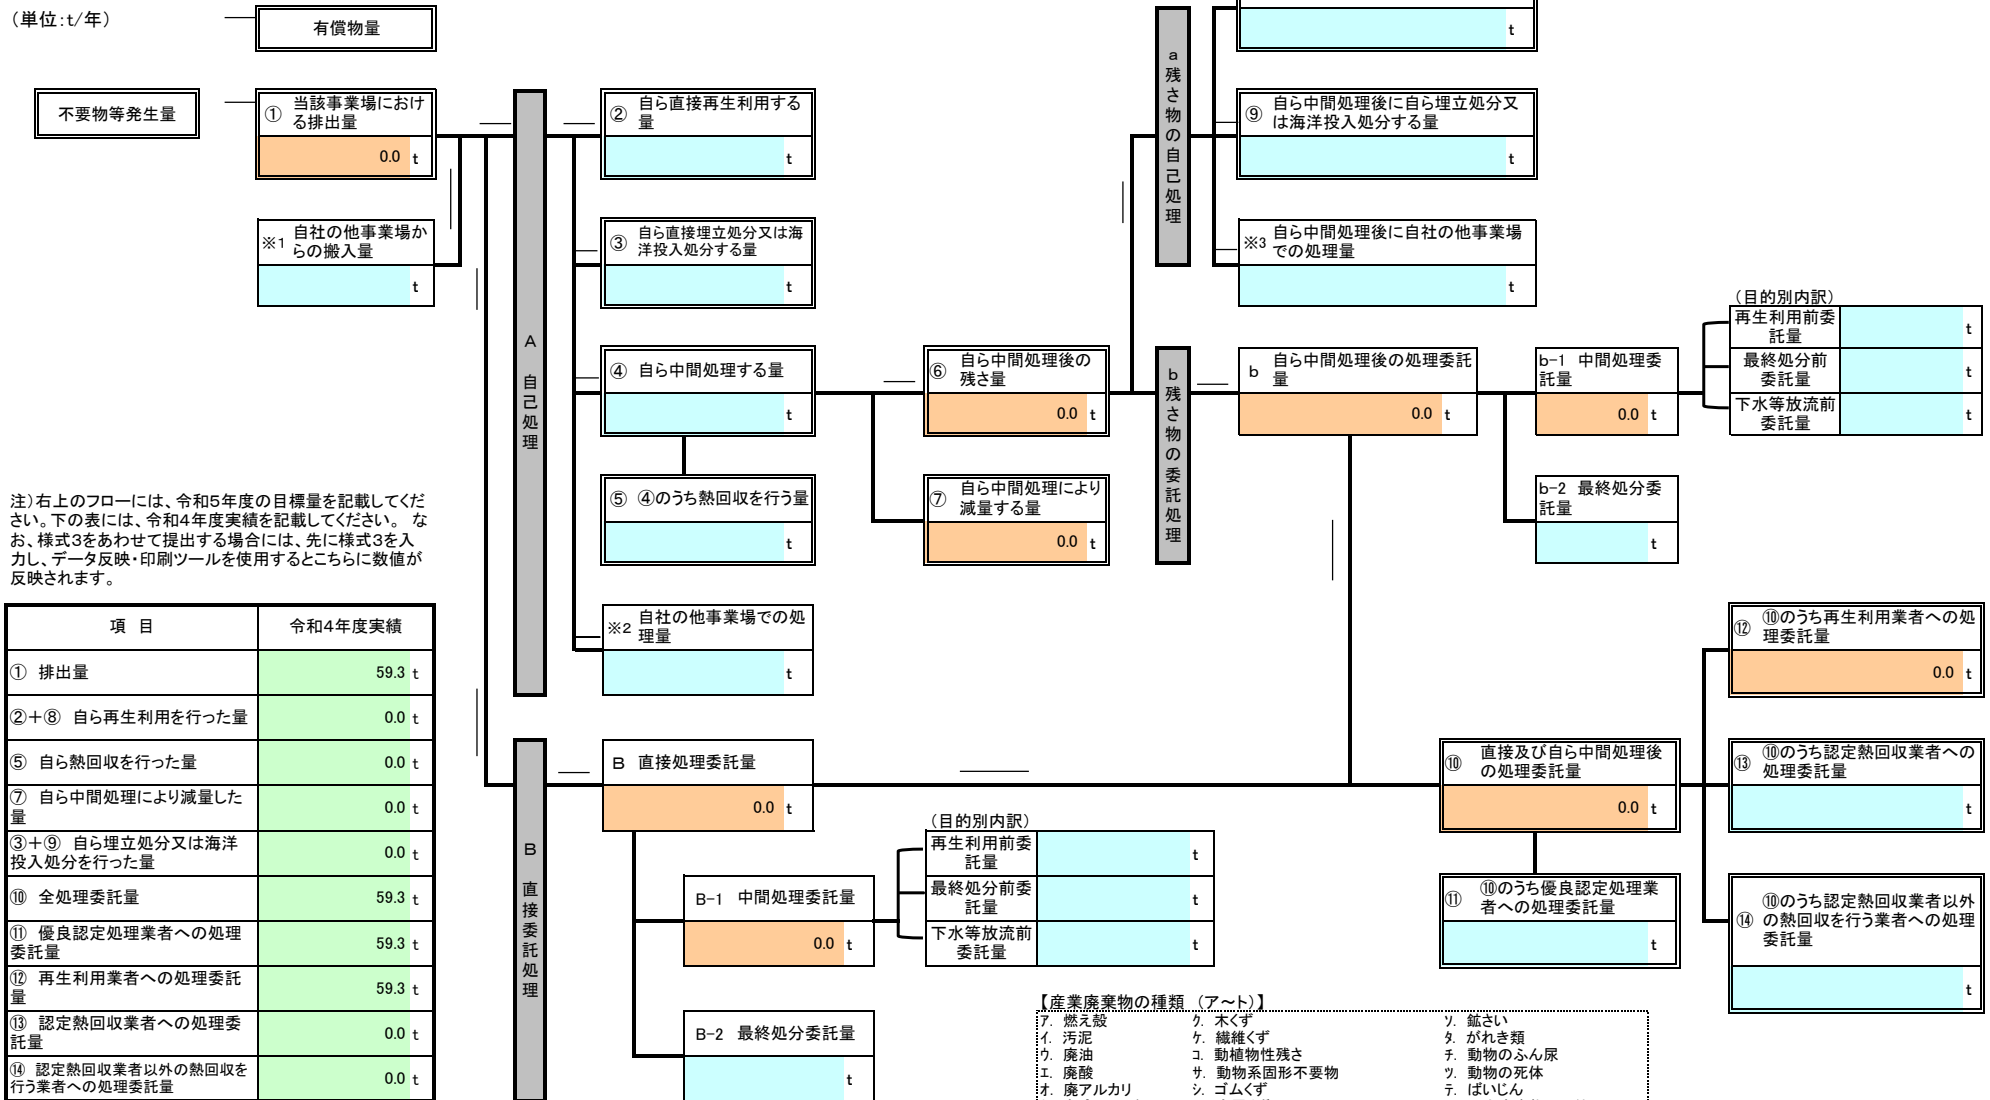 （単位：t/年）
有償物量
t
不要物等発生量
① 当該事業場におけ
る排出量
0.0 t
※1 自社の他事業場か
らの搬入量
t
A 自己処理
② 自ら直接再生利用する
量
t
③ 自ら直接埋立処分又は海
洋投入処分する量
t
④ 自ら中間処理する量
t
⑤ ④のうち熱回収を行う量
t
※2 自社の他事業場での処
理量
t
⑥ 自ら中間処理後の
残さ量
0.0 t
⑦ 自ら中間処理により
減量する量
0.0 t
a 残さ物の自己処理
⑨ 自ら中間処理後に自ら埋立処分又
は海洋投入処分する量
t
※3 自ら中間処理後に自社の他事業場
での処理量
t
b 残さ物の委託処理
b 自ら中間処理後の処理委託
量
0.0 t
b-1 中間処理委
託量
0.0 t
（目的別内訳）
再生利用前委
託量
t
最終処分前
委託量
t
下水等放流前
委託量
t
b-2 最終処分委
託量
t
注）右上のフローには、令和５年度の目標量を記載してくだ
さい。下の表には、令和４年度実績を記載してください。 な
お、様式３をあわせて提出する場合には、先に様式３を入
力し、データ反映・印刷ツールを使用するとこちらに数値が
反映されます。
項 目 令和４年度実績
① 排出量 59.3 t
②＋⑧ 自ら再生利用を行った量 0.0 t
⑤ 自ら熱回収を行った量 0.0 t
⑦ 自ら中間処理により減量した
量 0.0 t
③＋⑨ 自ら埋立処分又は海洋
投入処分を行った量 0.0 t
⑩ 全処理委託量 59.3 t
⑪ 優良認定処理業者への処理
委託量 59.3 t
⑫ 再生利用業者への処理委託
量 59.3 t
⑬ 認定熱回収業者への処理委
託量 0.0 t
⑭ 認定熱回収業者以外の熱回収を
行う業者への処理委託量 0.0 t
B 直接委託処理
B 直接処理委託量
0.0 t
B-1 中間処理委託量
0.0 t
（目的別内訳）
再生利用前委
託量
t
最終処分前委
託量
t
下水等放流前
委託量
t
B-2 最終処分委託量
t
⑩ 直接及び自ら中間処理後
の処理委託量
0.0 t
⑪ ⑩のうち優良認定処理業
者への処理委託量
t
⑫ ⑩のうち再生利用業者への処
理委託量
0.0 t
⑬ ⑩のうち認定熱回収業者への
処理委託量
t
⑭ ⑩のうち認定熱回収業者以外
の熱回収を行う業者への処理
委託量
t
【産業廃棄物の種類 （ア～ト）】
ｱ. 燃え殻 ｸ. 木くず ｿ. 鉱さい
ｲ. 汚泥 ｹ. 繊維くず ﾀ. がれき類
ｳ. 廃油 ｺ. 動植物性残さ ﾁ. 動物のふん尿
ｴ. 廃酸 ｻ. 動物系固形不要物 ﾂ. 動物の死体
ｵ. 廃アルカリ ｼ. ゴムくず ﾃ. ばいじん